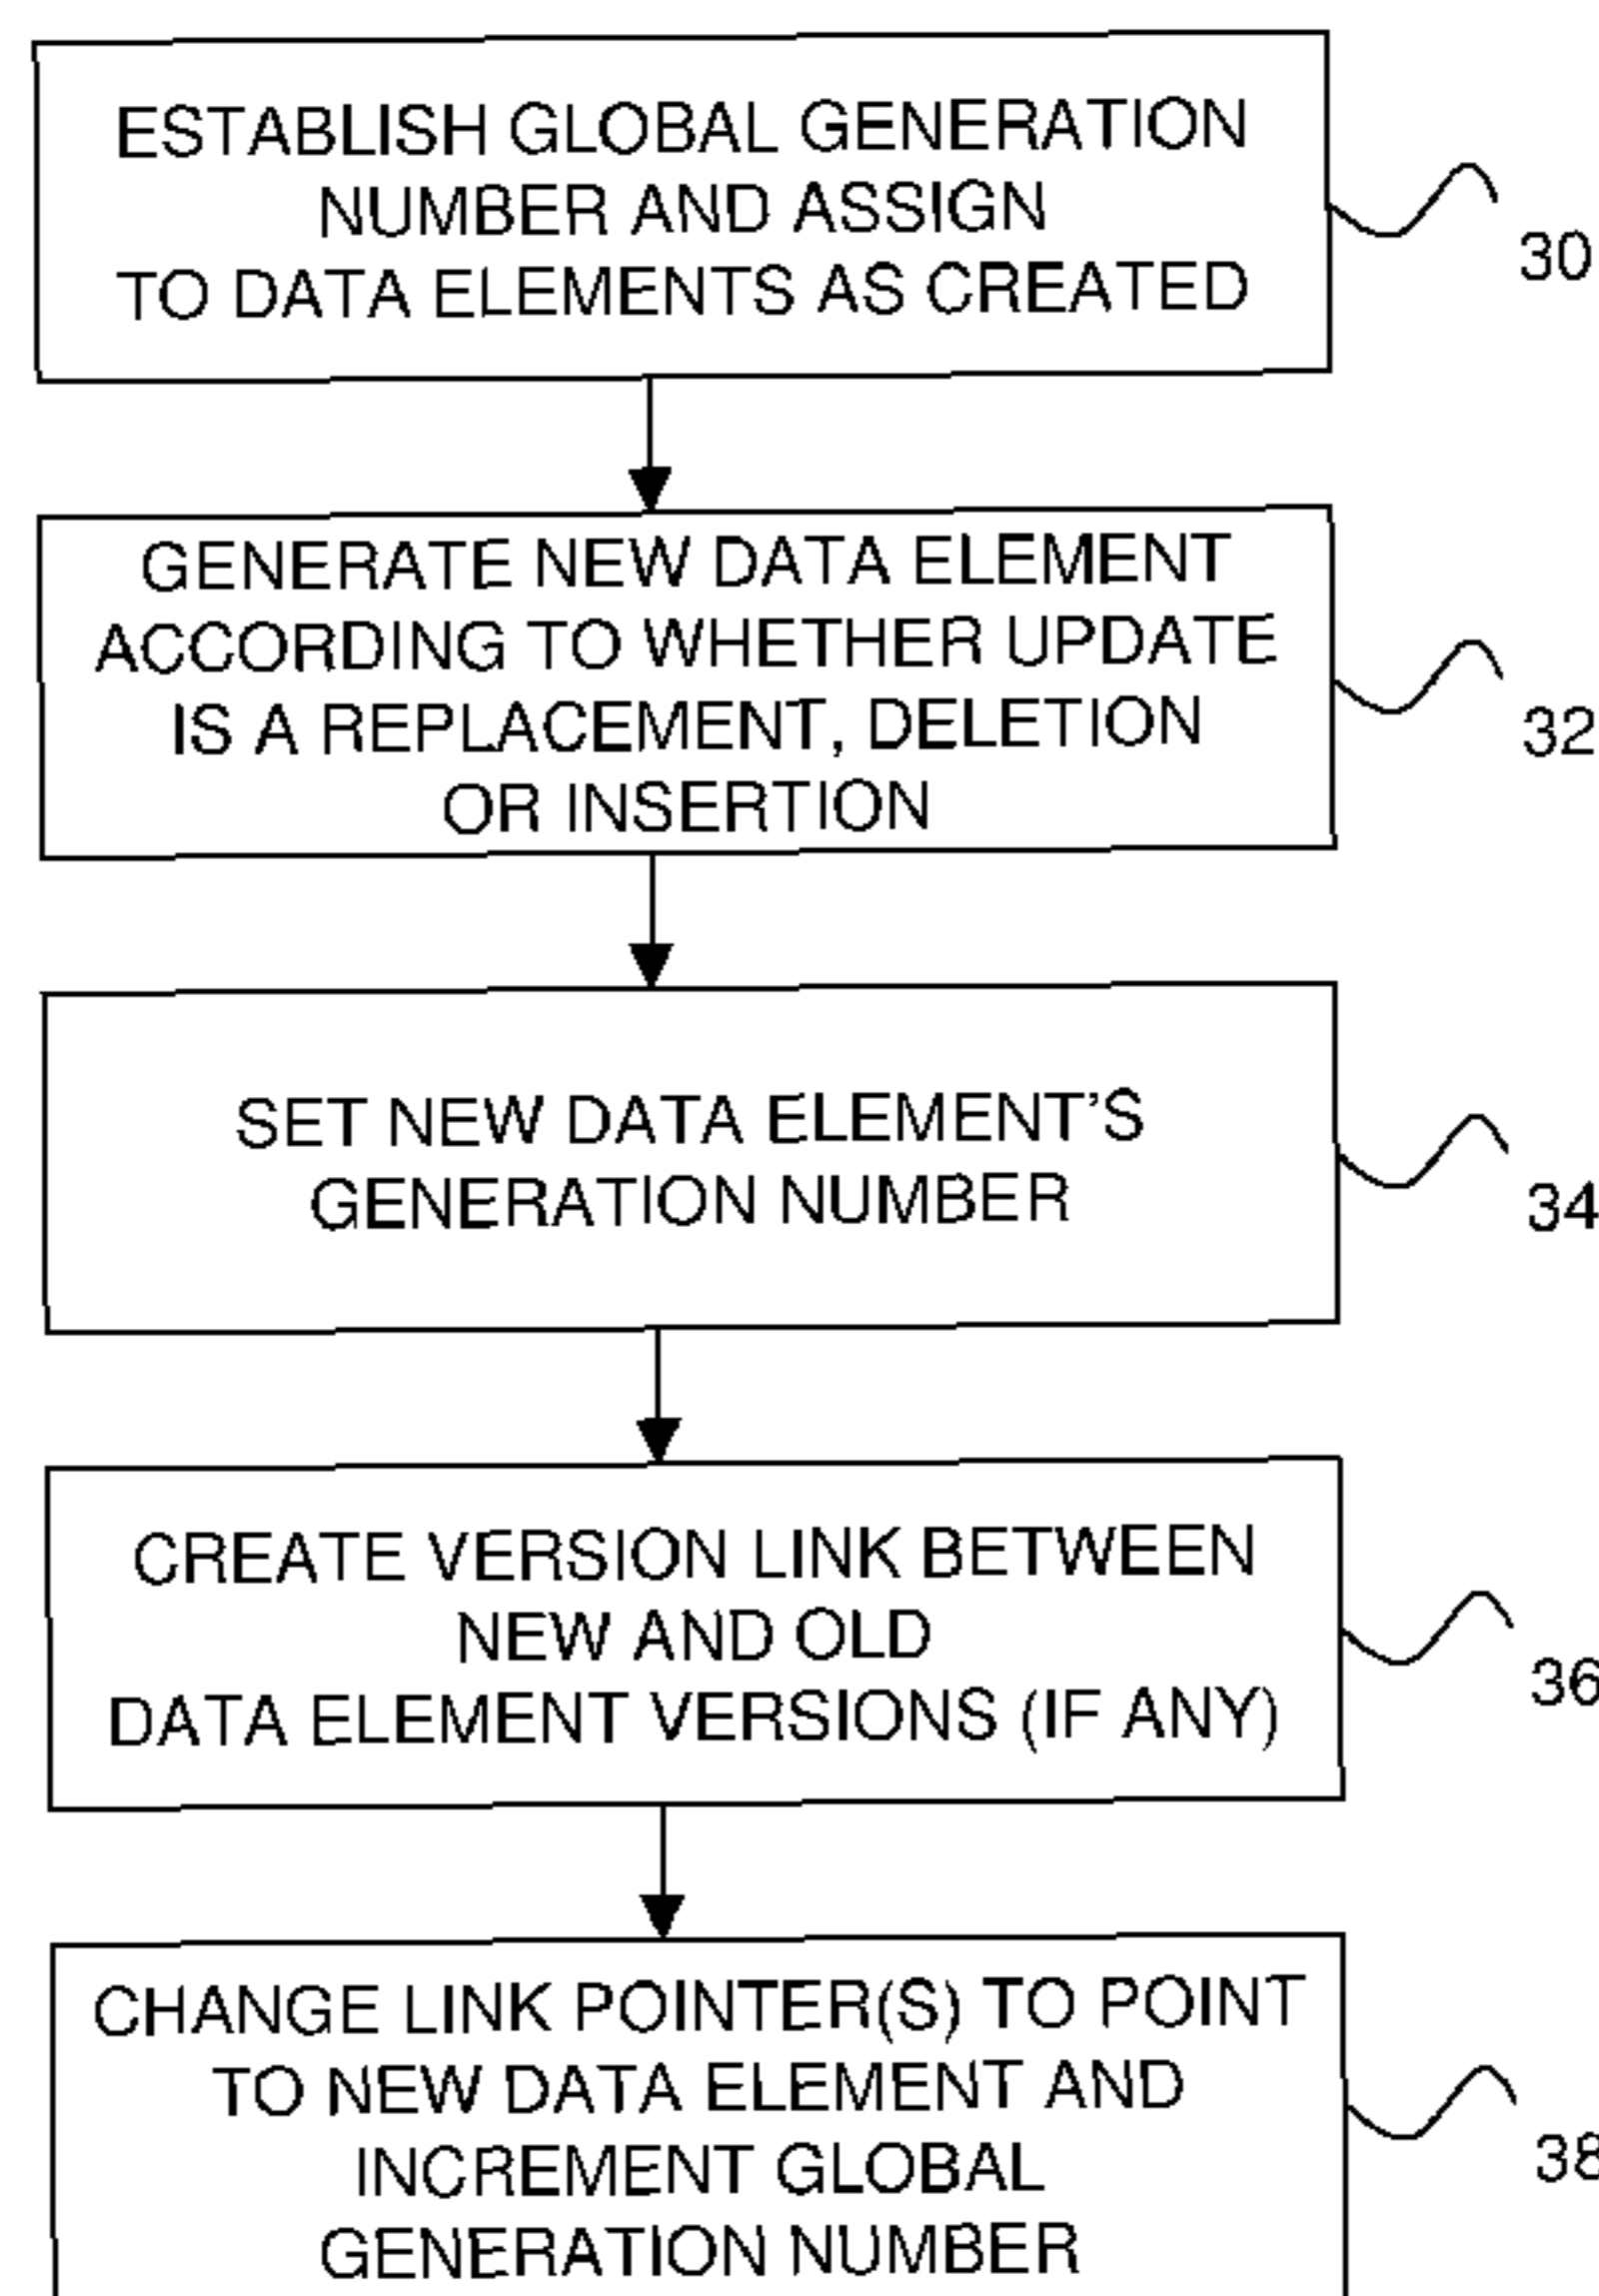 ESTABLISH GLOBAL GENERATION
NUMBER AND ASSIGN
TO DATA ELEMENTS AS CREATED
30
GENERATE NEW DATA ELEMENT
ACCORDING TO WHETHER UPDATE
IS A REPLACEMENT, DELETION
OR INSERTION
32
SET NEW DATA ELEMENT'S
GENERATION NUMBER
34
CREATE VERSION LINK BETWEEN
NEW AND OLD
DATA ELEMENT VERSIONS (IF ANY)
36
CHANGE LINK POINTER(S) TO POINT
TO NEW DATA ELEMENT AND
INCREMENT GLOBAL
GENERATION NUMBER
38